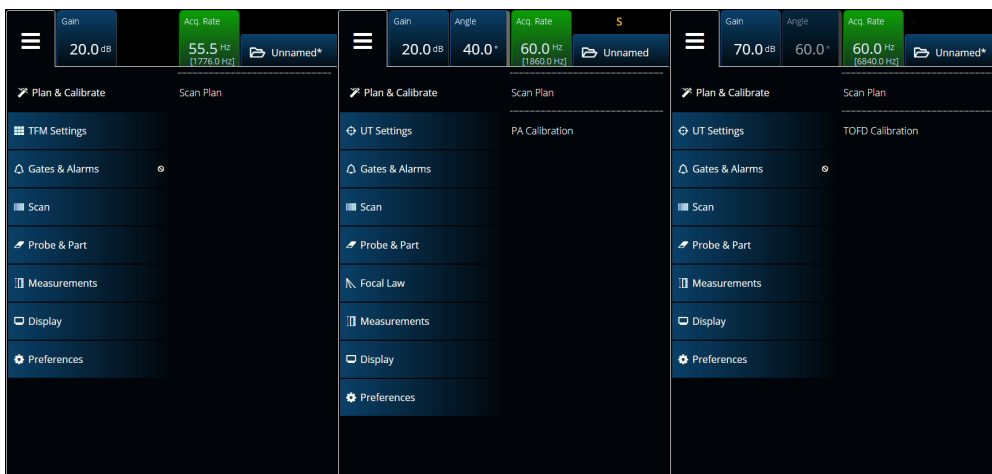 Gain
Acq. Rate
20.0 dB
55.5 Hz
[1776.0 Hz]
Unnamed*
Plan & Calibrate
Scan Plan
TFM Settings
Gates & Alarms
Scan
Probe & Part
Measurements
Display
Preferences
Gain
Angle
Acq. Rate
S
20.0 dB
40.0 °
60.0 Hz
[1860.0 Hz]
Unnamed
Plan & Calibrate
Scan Plan
UT Settings
PA Calibration
Gates & Alarms
Scan
Probe & Part
Focal Law
Measurements
Display
Preferences
Gain
Angle
Acq. Rate
70.0 dB
60.0 °
60.0 Hz
[6840.0 Hz]
Unnamed*
Plan & Calibrate
Scan Plan
UT Settings
TOFD Calibration
Gates & Alarms
Scan
Probe & Part
Measurements
Display
Preferences